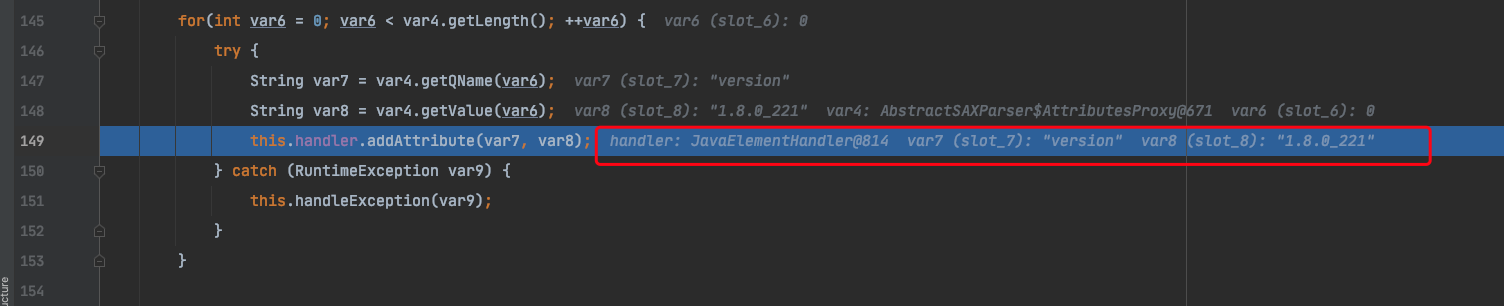 145 for(int var6 = 0; var6 < var4.getLength(); ++var6) { var6 (slot_6): 0
146 try {
147 String var7 = var4.getQName(var6); var7 (slot_7): "version"
148 String var8 = var4.getValue(var6); var8 (slot_8): "1.8.0_221" var4: AbstractSAXParser$AttributesProxy@671 var6 (slot_6): 0
149 this.handler.addAttribute(var7, var8); handler: JavaElementHandler@814 var7 (slot_7): "version" var8 (slot_8): "1.8.0_221"
150 } catch (RuntimeException var9) {
151 this.handleException(var9);
152 }
153 }
154
ucture